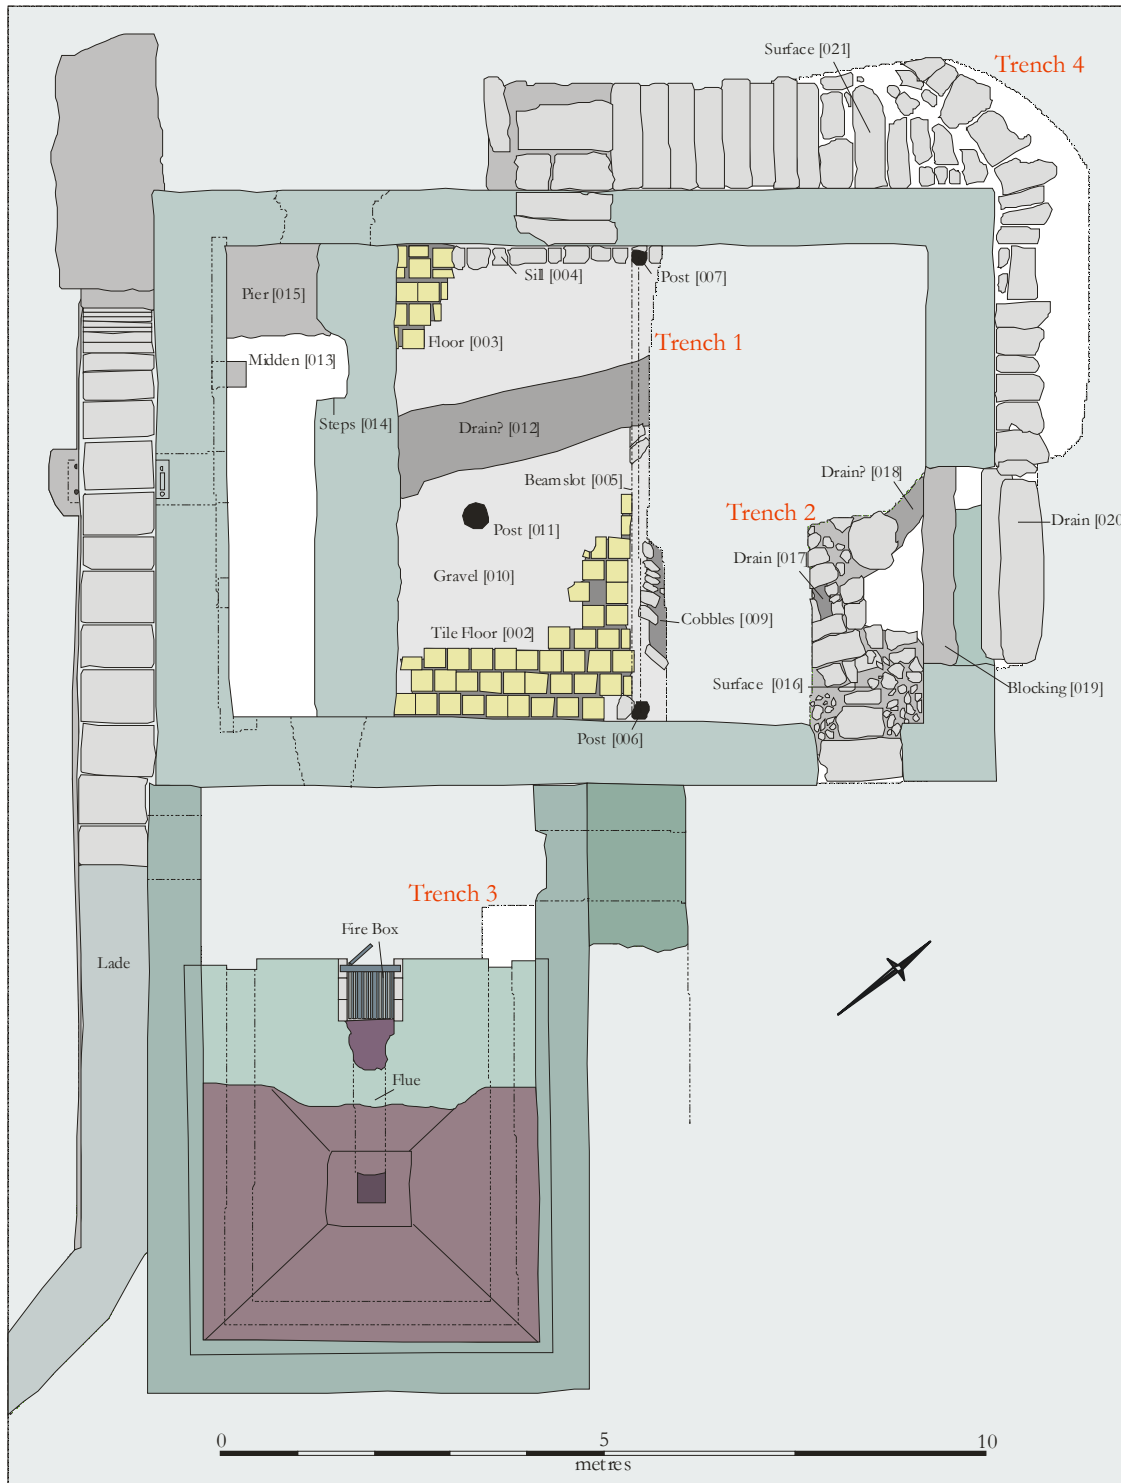 Surface [021]
Trench 4
Sill [004]
Post [007]
Pier [015]
Floor [003]
Trench 1
Midden [013]
Steps [014]
Drain? [012]
Beamslot [005]
Drain? [018]
Trench 2
Drain [020]
Post [011]
Drain [017]
Gravel [010]
Cobbles [009]
Tile Floor [002]
Surface [016]
Blocking [019]
Post [006]
Trench 3
Fire Box
Lade
Flue
0 5 10
metres